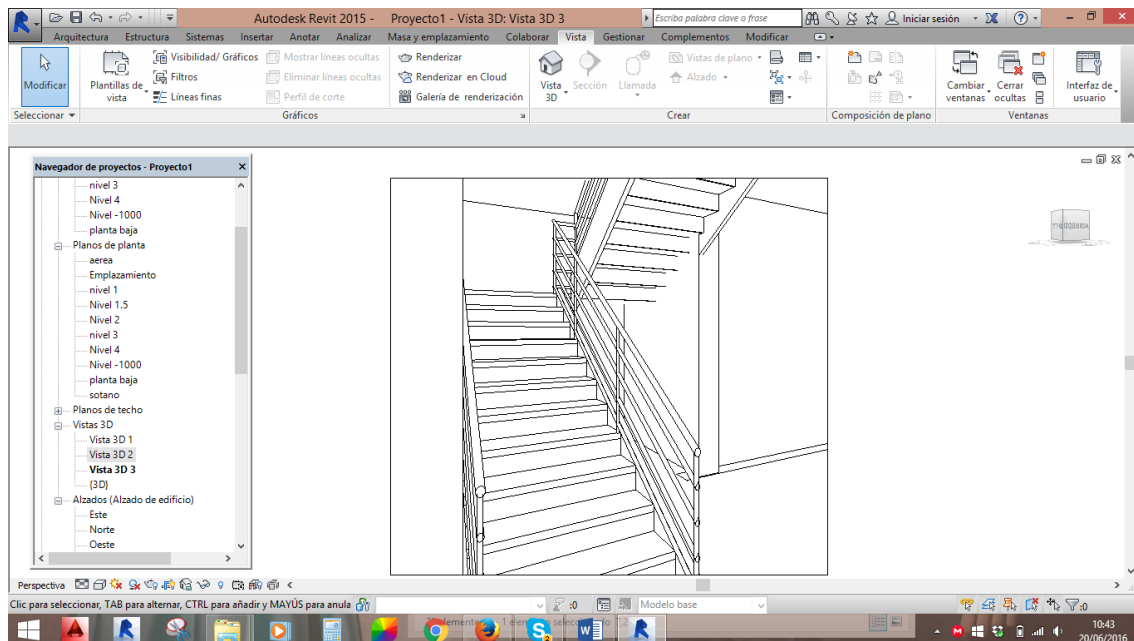 Autodesk Revit 2015 - Proyecto1 - Vista 3D: Vista 3D 3
Escriba palabra clave o frase
Iniciar sesión
Arquitectura Estructura Sistemas Insertar Anotar Analizar Masa y emplazamiento Colaborar Vista Gestionar Complementos Modificar
Modificar
Plantillas de vista
Visibilidad/ Gráficos
Filtros
Líneas finas
Mostrar líneas ocultas
Eliminar líneas ocultas
Perfil de corte
Renderizar
Renderizar en Cloud
Galería de renderización
Vista 3D
Sección
Llamada
Vistas de plano
Alzado
Cambiar ventanas
Cerrar ocultas
Interfaz de usuario
Seleccionar
Gráficos
Crear
Composición de plano
Ventanas
Navegador de proyectos - Proyecto1
nivel 3
Nivel 4
Nivel -1000
planta baja
Planos de planta
aerea
Emplazamiento
nivel 1
Nivel 1.5
Nivel 2
nivel 3
Nivel 4
Nivel -1000
planta baja
sotano
Planos de techo
Vistas 3D
Vista 3D 1
Vista 3D 2
Vista 3D 3
{3D}
Alzados (Alzado de edificio)
Este
Norte
Oeste
Perspectiva
Clic para seleccionar, TAB para alternar, CTRL para añadir y MAYÚS para anula
:0
Modelo base
:0
10:43
20/06/2016